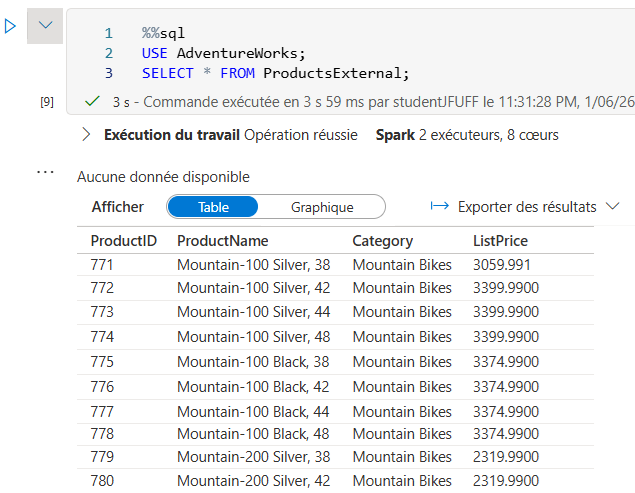 1 %%sql
2 USE AdventureWorks;
3 SELECT * FROM ProductsExternal;
[9] 3 s - Commande exécutée en 3 s 59 ms par studentJFUFF le 11:31:28 PM, 1/06/26
Exécution du travail Opération réussie Spark 2 exécuteurs, 8 cœurs
...
Aucune donnée disponible
Afficher Table Graphique Exporter des résultats
ProductID ProductName Category ListPrice
771 Mountain-100 Silver, 38 Mountain Bikes 3059.991
772 Mountain-100 Silver, 42 Mountain Bikes 3399.9900
773 Mountain-100 Silver, 44 Mountain Bikes 3399.9900
774 Mountain-100 Silver, 48 Mountain Bikes 3399.9900
775 Mountain-100 Black, 38 Mountain Bikes 3374.9900
776 Mountain-100 Black, 42 Mountain Bikes 3374.9900
777 Mountain-100 Black, 44 Mountain Bikes 3374.9900
778 Mountain-100 Black, 48 Mountain Bikes 3374.9900
779 Mountain-200 Silver, 38 Mountain Bikes 2319.9900
780 Mountain-200 Silver, 42 Mountain Bikes 2319.9900